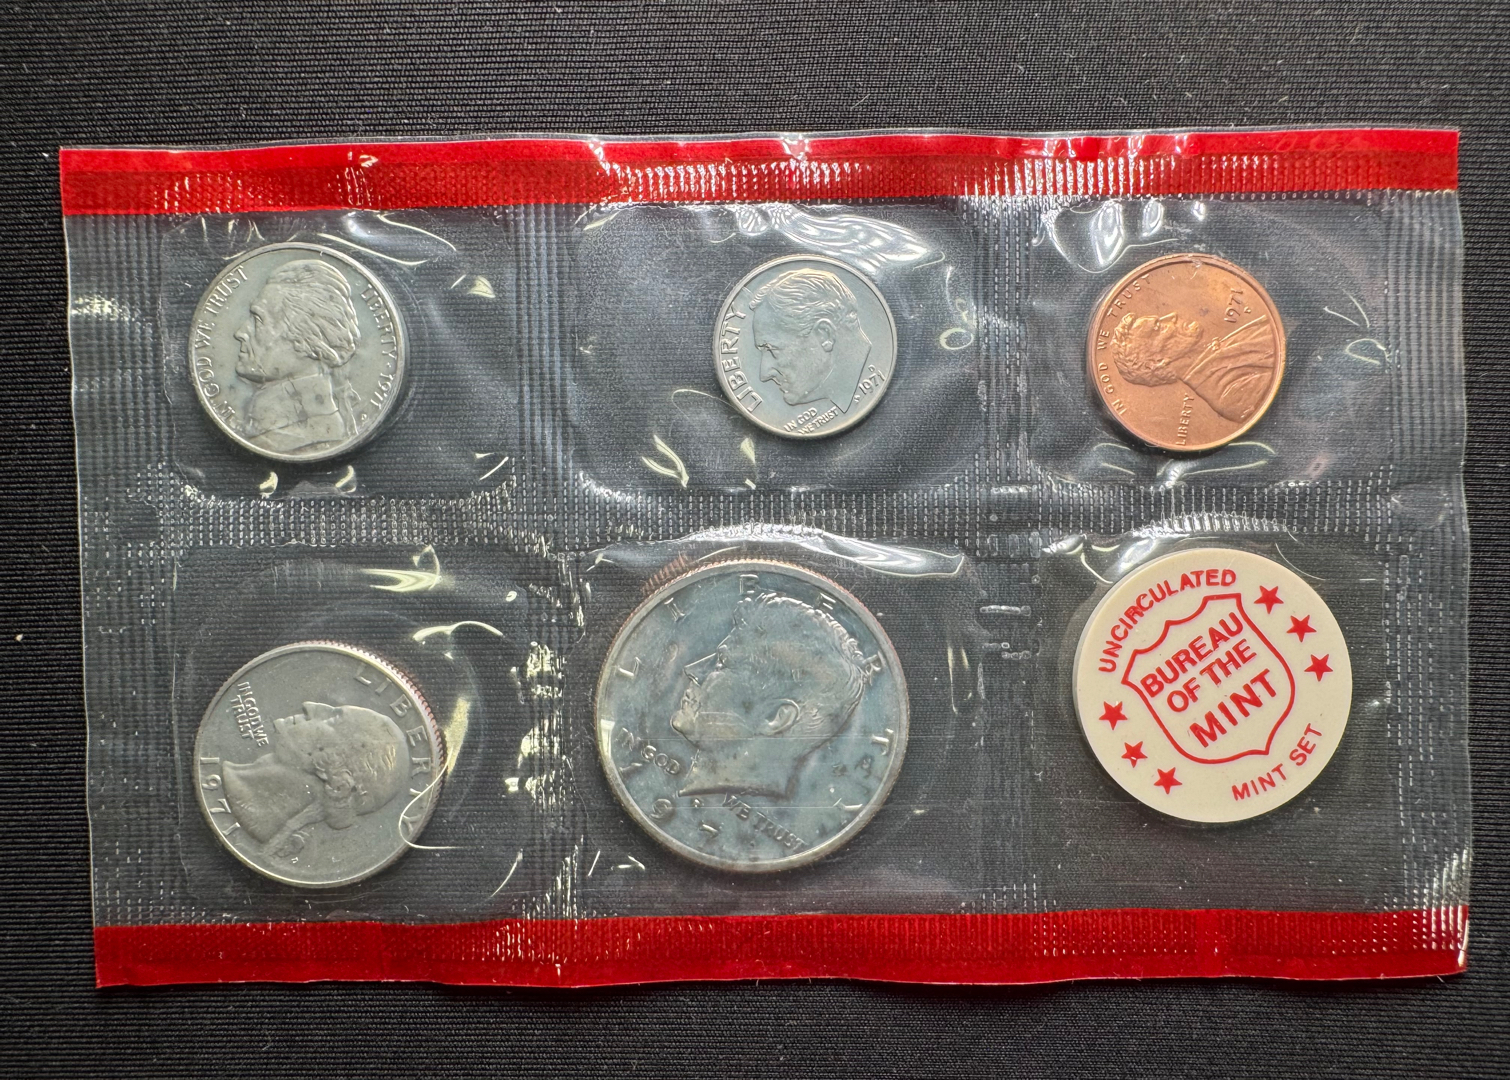 IN GOD WE TRUST
LIBERTY • 1971
D
LIBERTY
IN GOD
WE TRUST
D
1971
IN GOD WE TRUST
LIBERTY
1971
D
LIBERTY
IN GOD WE
TRUST
1971
D
LIBERTY
IN GOD
WE TRUST
1971
UNCIRCULATED
BUREAU
OF THE
MINT
MINT SET